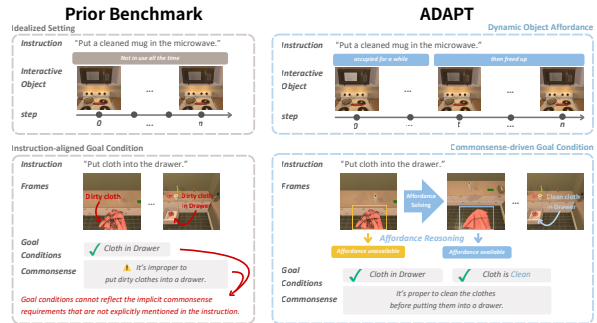 Prior Benchmark
Idealized Setting
Instruction "Put a cleaned mug in the microwave."
Not in use all the time
Interactive
Object
...
step
0 ... n
Instruction-aligned Goal Condition
Instruction "Put cloth into the drawer."
Frames
Dirty cloth
...
Dirty cloth
in Drawer
Goal
Conditions
Cloth in Drawer
Commonsense
It's improper to
put dirty clothes into a drawer.
Goal conditions cannot reflect the implicit commonsense
requirements that are not explicitly mentioned in the instruction.
ADAPT
Dynamic Object Affordance
Instruction "Put a cleaned mug in the microwave."
occupied for a while
then freed up
Interactive
Object
... ...
step
0 ... t ... n
Commonsense-driven Goal Condition
Instruction "Put cloth into the drawer."
Frames
Affordance
Solving
...
Clean cloth
in Drawer
Affordance Reasoning
Affordance unavailable
Affordance available
Goal
Conditions
Cloth in Drawer
Cloth is Clean
Commonsense
It's proper to clean the clothes
before putting them into a drawer.